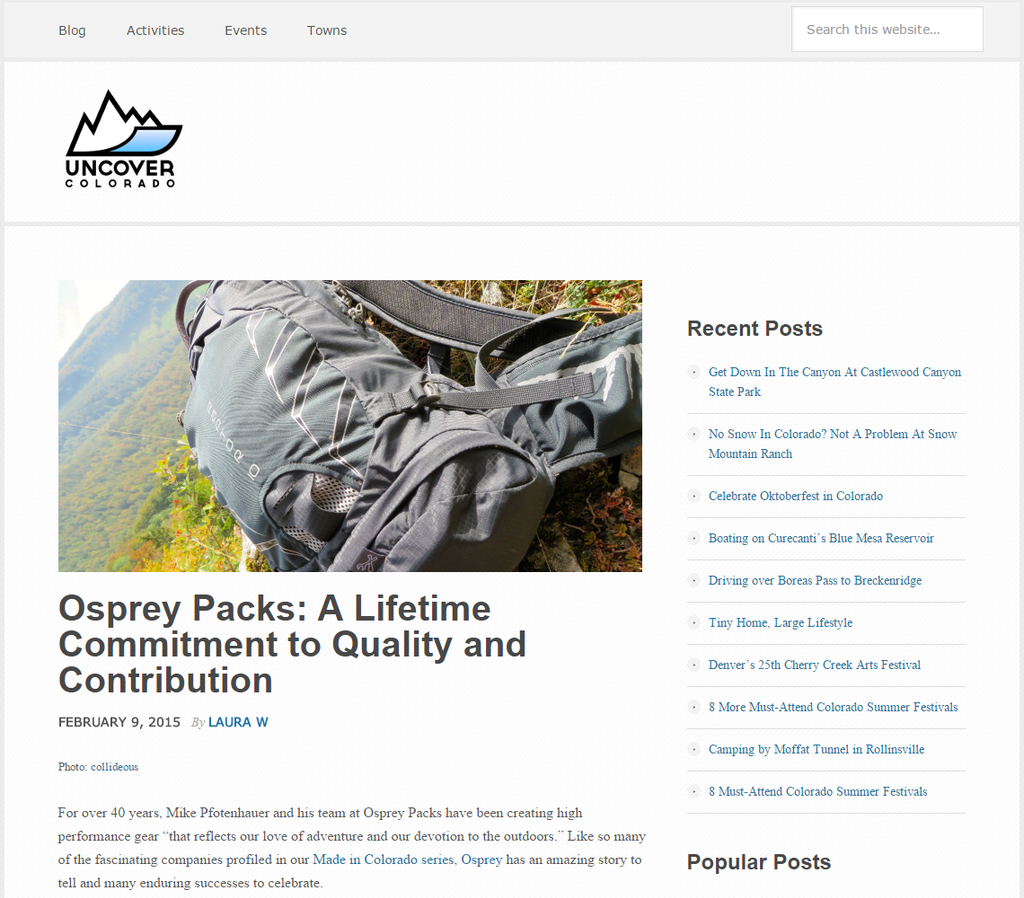 Blog Activities Events Towns
Search this website...
UNCOVER
COLORADO
Osprey Packs: A Lifetime
Commitment to Quality and
Contribution
FEBRUARY 9, 2015 By LAURA W
Photo: collideous
For over 40 years, Mike Pfotenhauer and his team at Osprey Packs have been creating high
performance gear “that reflects our love of adventure and our devotion to the outdoors.” Like so many
of the fascinating companies profiled in our Made in Colorado series, Osprey has an amazing story to
tell and many enduring successes to celebrate.
Recent Posts
Get Down In The Canyon At Castlewood Canyon
State Park
No Snow In Colorado? Not A Problem At Snow
Mountain Ranch
Celebrate Oktoberfest in Colorado
Boating on Curecanti’s Blue Mesa Reservoir
Driving over Boreas Pass to Breckenridge
Tiny Home, Large Lifestyle
Denver’s 25th Cherry Creek Arts Festival
8 More Must-Attend Colorado Summer Festivals
Camping by Moffat Tunnel in Rollinsville
8 Must-Attend Colorado Summer Festivals
Popular Posts